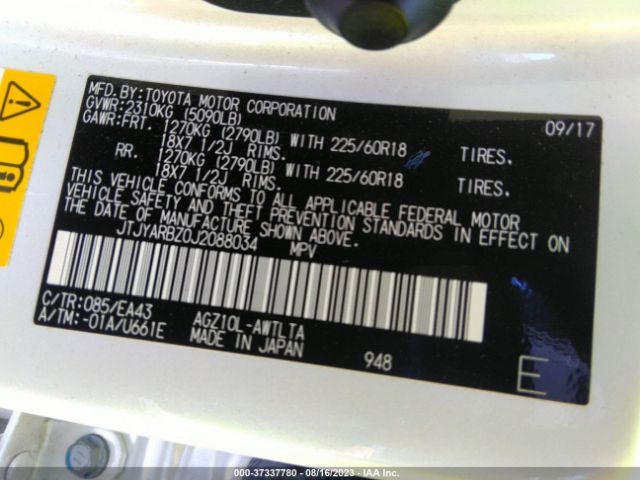 MFD. BY: TOYOTA MOTOR CORPORATION 09/17
GVWR: 2310KG (5090LB)
GAWR: FRT. 1270KG (2790LB) WITH 225/60R18 TIRES.
18X7 1/2J RIMS.
RR. 1270KG (2790LB) WITH 225/60R18 TIRES.
18X7 1/2J RIMS.
THIS VEHICLE CONFORMS TO ALL APPLICABLE FEDERAL MOTOR
VEHICLE SAFETY AND THEFT PREVENTION STANDARDS IN EFFECT ON
THE DATE OF MANUFACTURE SHOWN ABOVE.
JTJYARBZ0J2088034 MPV
C/TR: 085/EA43 AGZ10L-AWTLTA
A/TM: -01A/U661E MADE IN JAPAN 948 E
000-37337780 - 08/16/2023 - IAA Inc.